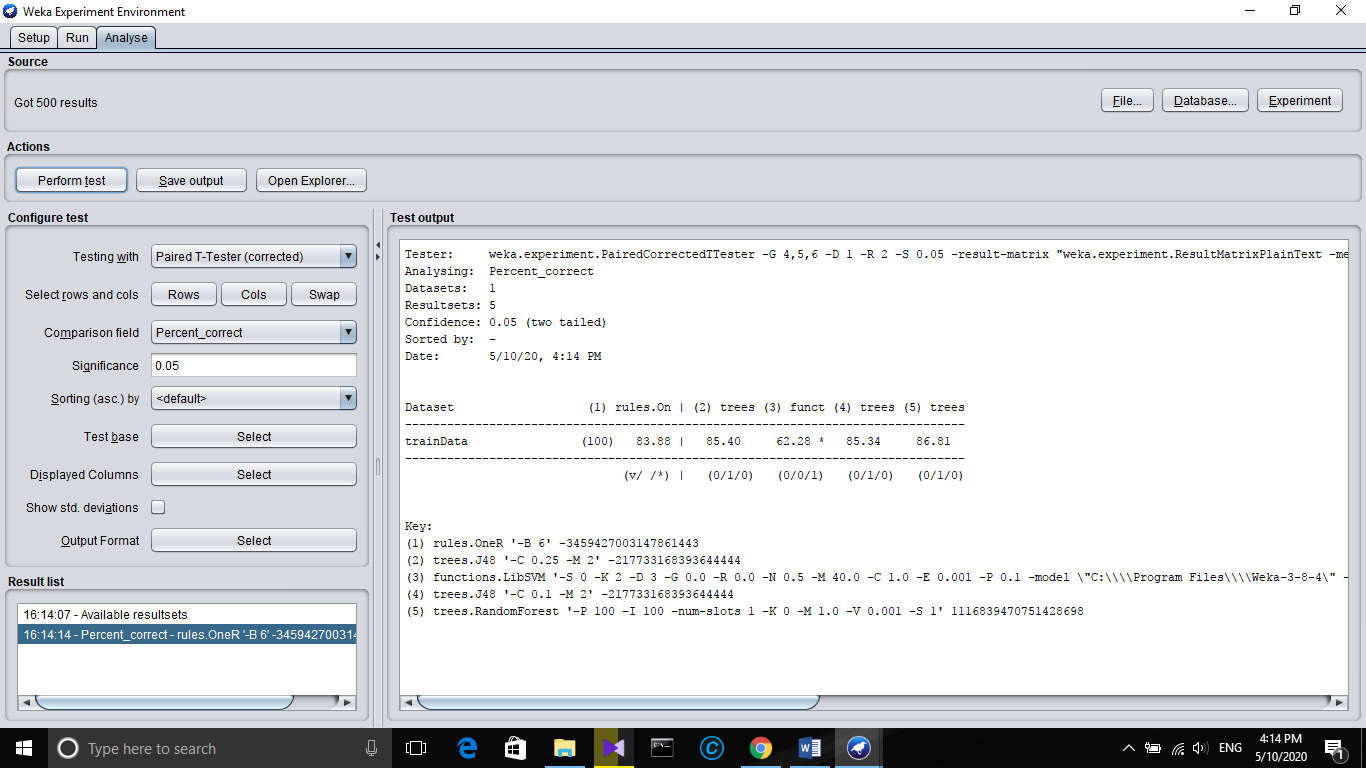 Weka Experiment Environment
Setup Run Analyse
Source
Got 500 results
File... Database... Experiment
Actions
Perform test Save output Open Explorer...
Configure test
Testing with Paired T-Tester (corrected)
Select rows and cols Rows Cols Swap
Comparison field Percent_correct
Significance 0.05
Sorting (asc.) by <default>
Test base Select
Displayed Columns Select
Show std. deviations
Output Format Select
Result list
16:14:07 - Available resultsets
16:14:14 - Percent_correct - rules.OneR '-B 6' -345942700314
Test output
Tester: weka.experiment.PairedCorrectedTTester -G 4,5,6 -D 1 -R 2 -S 0.05 -result-matrix "weka.experiment.ResultMatrixPlainText -me
Analysing: Percent_correct
Datasets: 1
Resultsets: 5
Confidence: 0.05 (two tailed)
Sorted by: -
Date: 5/10/20, 4:14 PM
Dataset (1) rules.On | (2) trees (3) funct (4) trees (5) trees
--------------------------------------------------------------------------------
trainData (100) 83.88 | 85.40 62.28 * 85.34 86.81
--------------------------------------------------------------------------------
(v/ /*) | (0/1/0) (0/0/1) (0/1/0) (0/1/0)
Key:
(1) rules.OneR '-B 6' -3459427003147861443
(2) trees.J48 '-C 0.25 -M 2' -217733168393644444
(3) functions.LibSVM '-S 0 -K 2 -D 3 -G 0.0 -R 0.0 -N 0.5 -M 40.0 -C 1.0 -E 0.001 -P 0.1 -model \"C:\\\\Program Files\\\\Weka-3-8-4\" -
(4) trees.J48 '-C 0.1 -M 2' -217733168393644444
(5) trees.RandomForest '-P 100 -I 100 -num-slots 1 -K 0 -M 1.0 -V 0.001 -S 1' 1116839470751428698
Type here to search
ENG
4:14 PM
5/10/2020
1